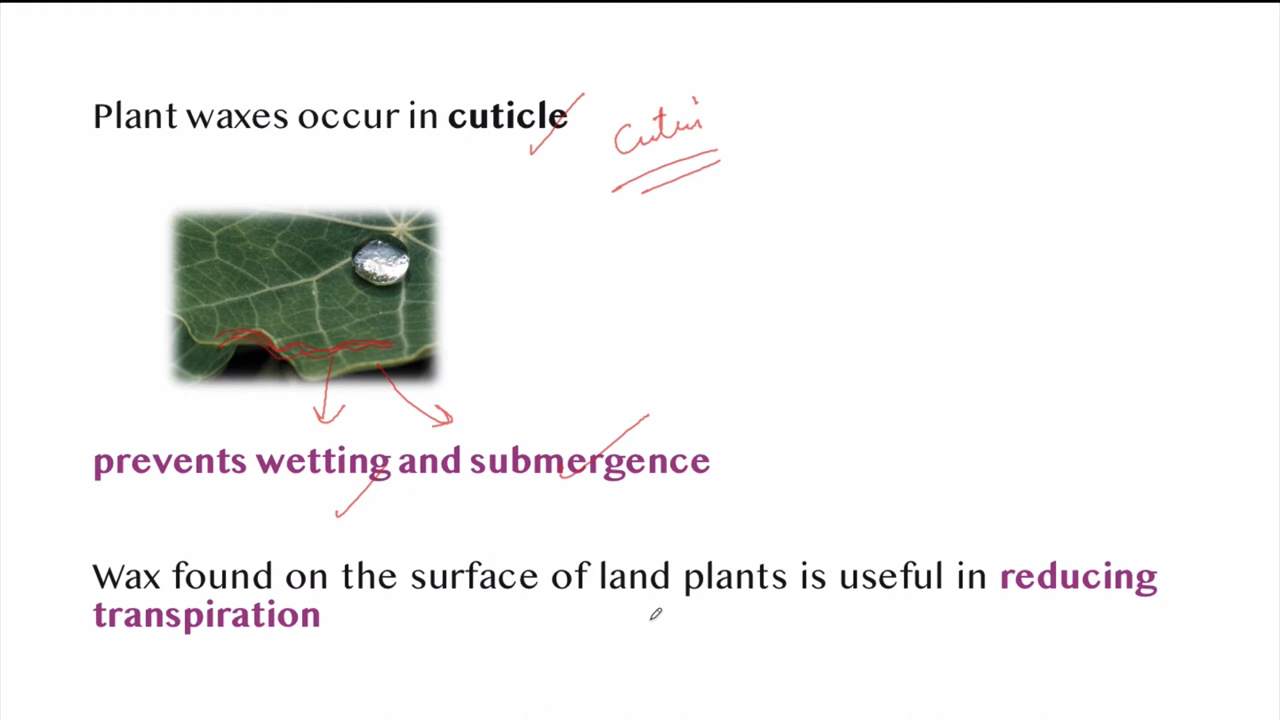 Plant waxes occur in cuticle
Cutin
prevents wetting and submergence
Wax found on the surface of land plants is useful in reducing
transpiration